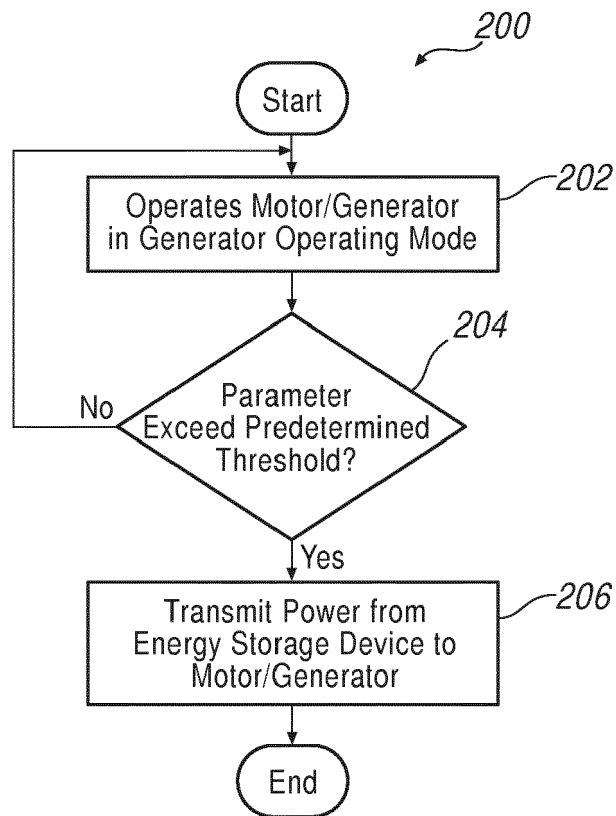 200
Start
202
Operates Motor/Generator
in Generator Operating Mode
204
Parameter
Exceed Predetermined
Threshold?
No
Yes
206
Transmit Power from
Energy Storage Device to
Motor/Generator
End